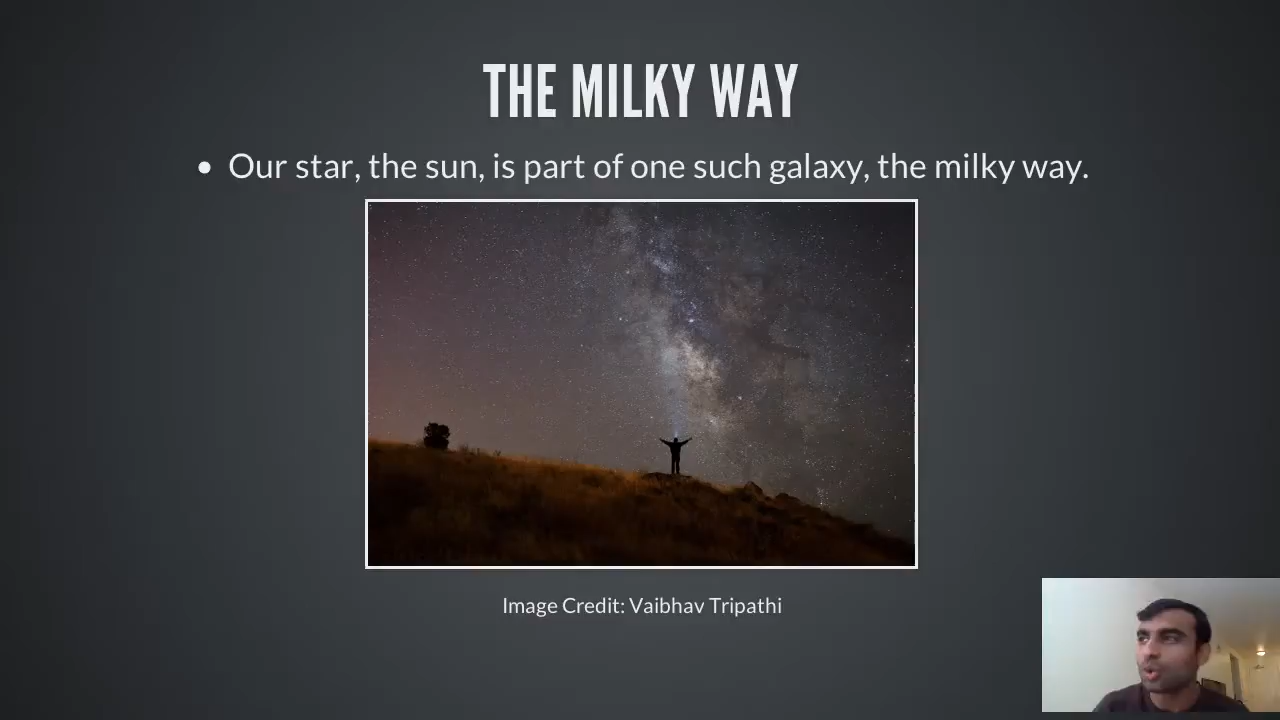 THE MILKY WAY
Our star, the sun, is part of one such galaxy, the milky way.
Image Credit: Vaibhav Tripathi